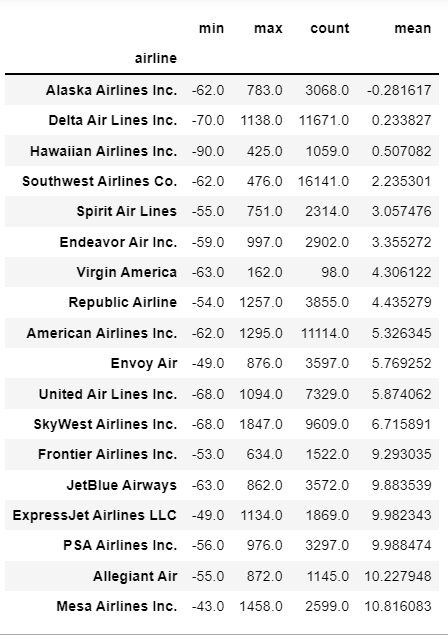 min max count mean
airline
Alaska Airlines Inc. -62.0 783.0 3068.0 -0.281617
Delta Air Lines Inc. -70.0 1138.0 11671.0 0.233827
Hawaiian Airlines Inc. -90.0 425.0 1059.0 0.507082
Southwest Airlines Co. -62.0 476.0 16141.0 2.235301
Spirit Air Lines -55.0 751.0 2314.0 3.057476
Endeavor Air Inc. -59.0 997.0 2902.0 3.355272
Virgin America -63.0 162.0 98.0 4.306122
Republic Airline -54.0 1257.0 3855.0 4.435279
American Airlines Inc. -62.0 1295.0 11114.0 5.326345
Envoy Air -49.0 876.0 3597.0 5.769252
United Air Lines Inc. -68.0 1094.0 7329.0 5.874062
SkyWest Airlines Inc. -68.0 1847.0 9609.0 6.715891
Frontier Airlines Inc. -53.0 634.0 1522.0 9.293035
JetBlue Airways -63.0 862.0 3572.0 9.883539
ExpressJet Airlines LLC -49.0 1134.0 1869.0 9.982343
PSA Airlines Inc. -56.0 976.0 3297.0 9.988474
Allegiant Air -55.0 872.0 1145.0 10.227948
Mesa Airlines Inc. -43.0 1458.0 2599.0 10.816083